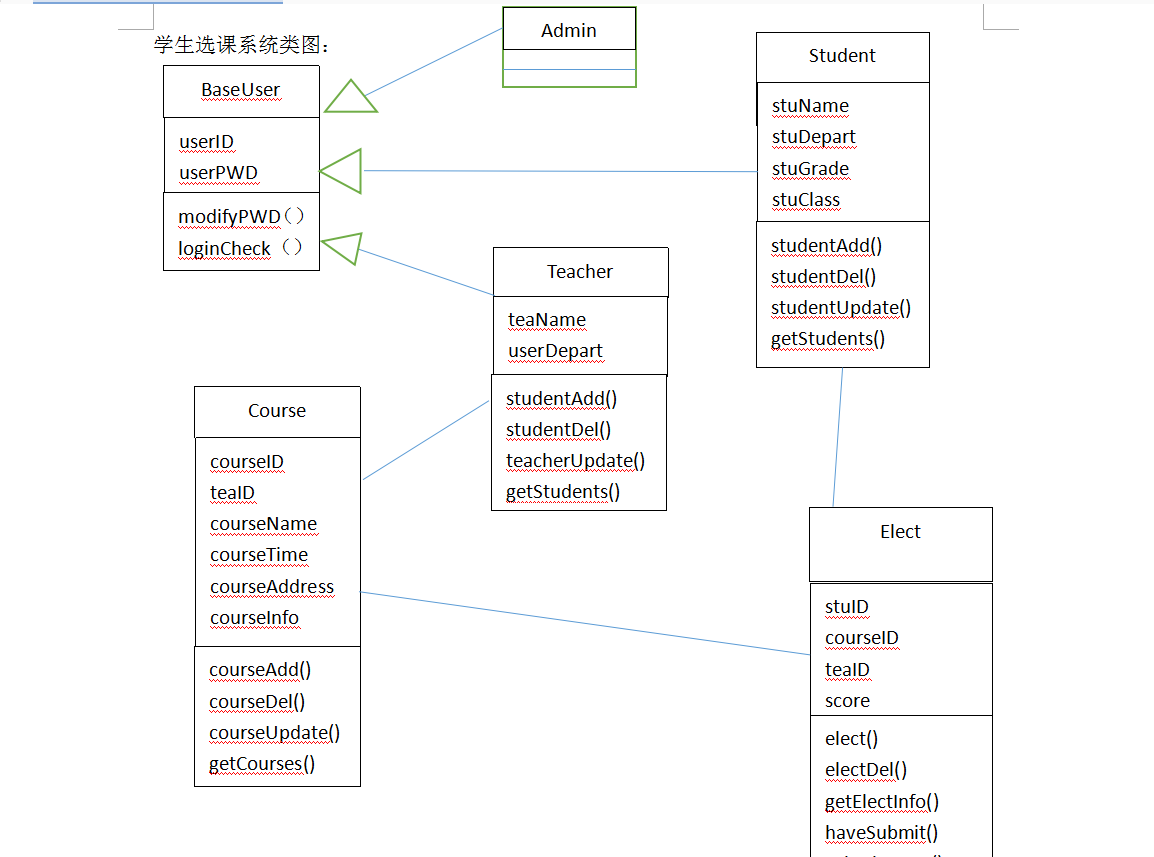 学生选课系统类图：
BaseUser
userID
userPWD
modifyPWD（）
loginCheck（）
Admin
Student
stuName
stuDepart
stuGrade
stuClass
studentAdd()
studentDel()
studentUpdate()
getStudents()
Teacher
teaName
userDepart
studentAdd()
studentDel()
teacherUpdate()
getStudents()
Course
courseID
teaID
courseName
courseTime
courseAddress
courseInfo
courseAdd()
courseDel()
courseUpdate()
getCourses()
Elect
stuID
courseID
teaID
score
elect()
electDel()
getElectInfo()
haveSubmit()